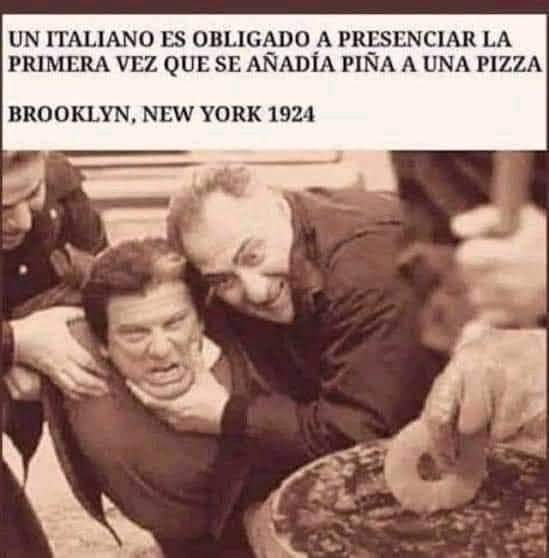 UN ITALIANO ES OBLIGADO A PRESENCIAR LA
PRIMERA VEZ QUE SE AÑADÍA PIÑA A UNA PIZZA
BROOKLYN, NEW YORK 1924